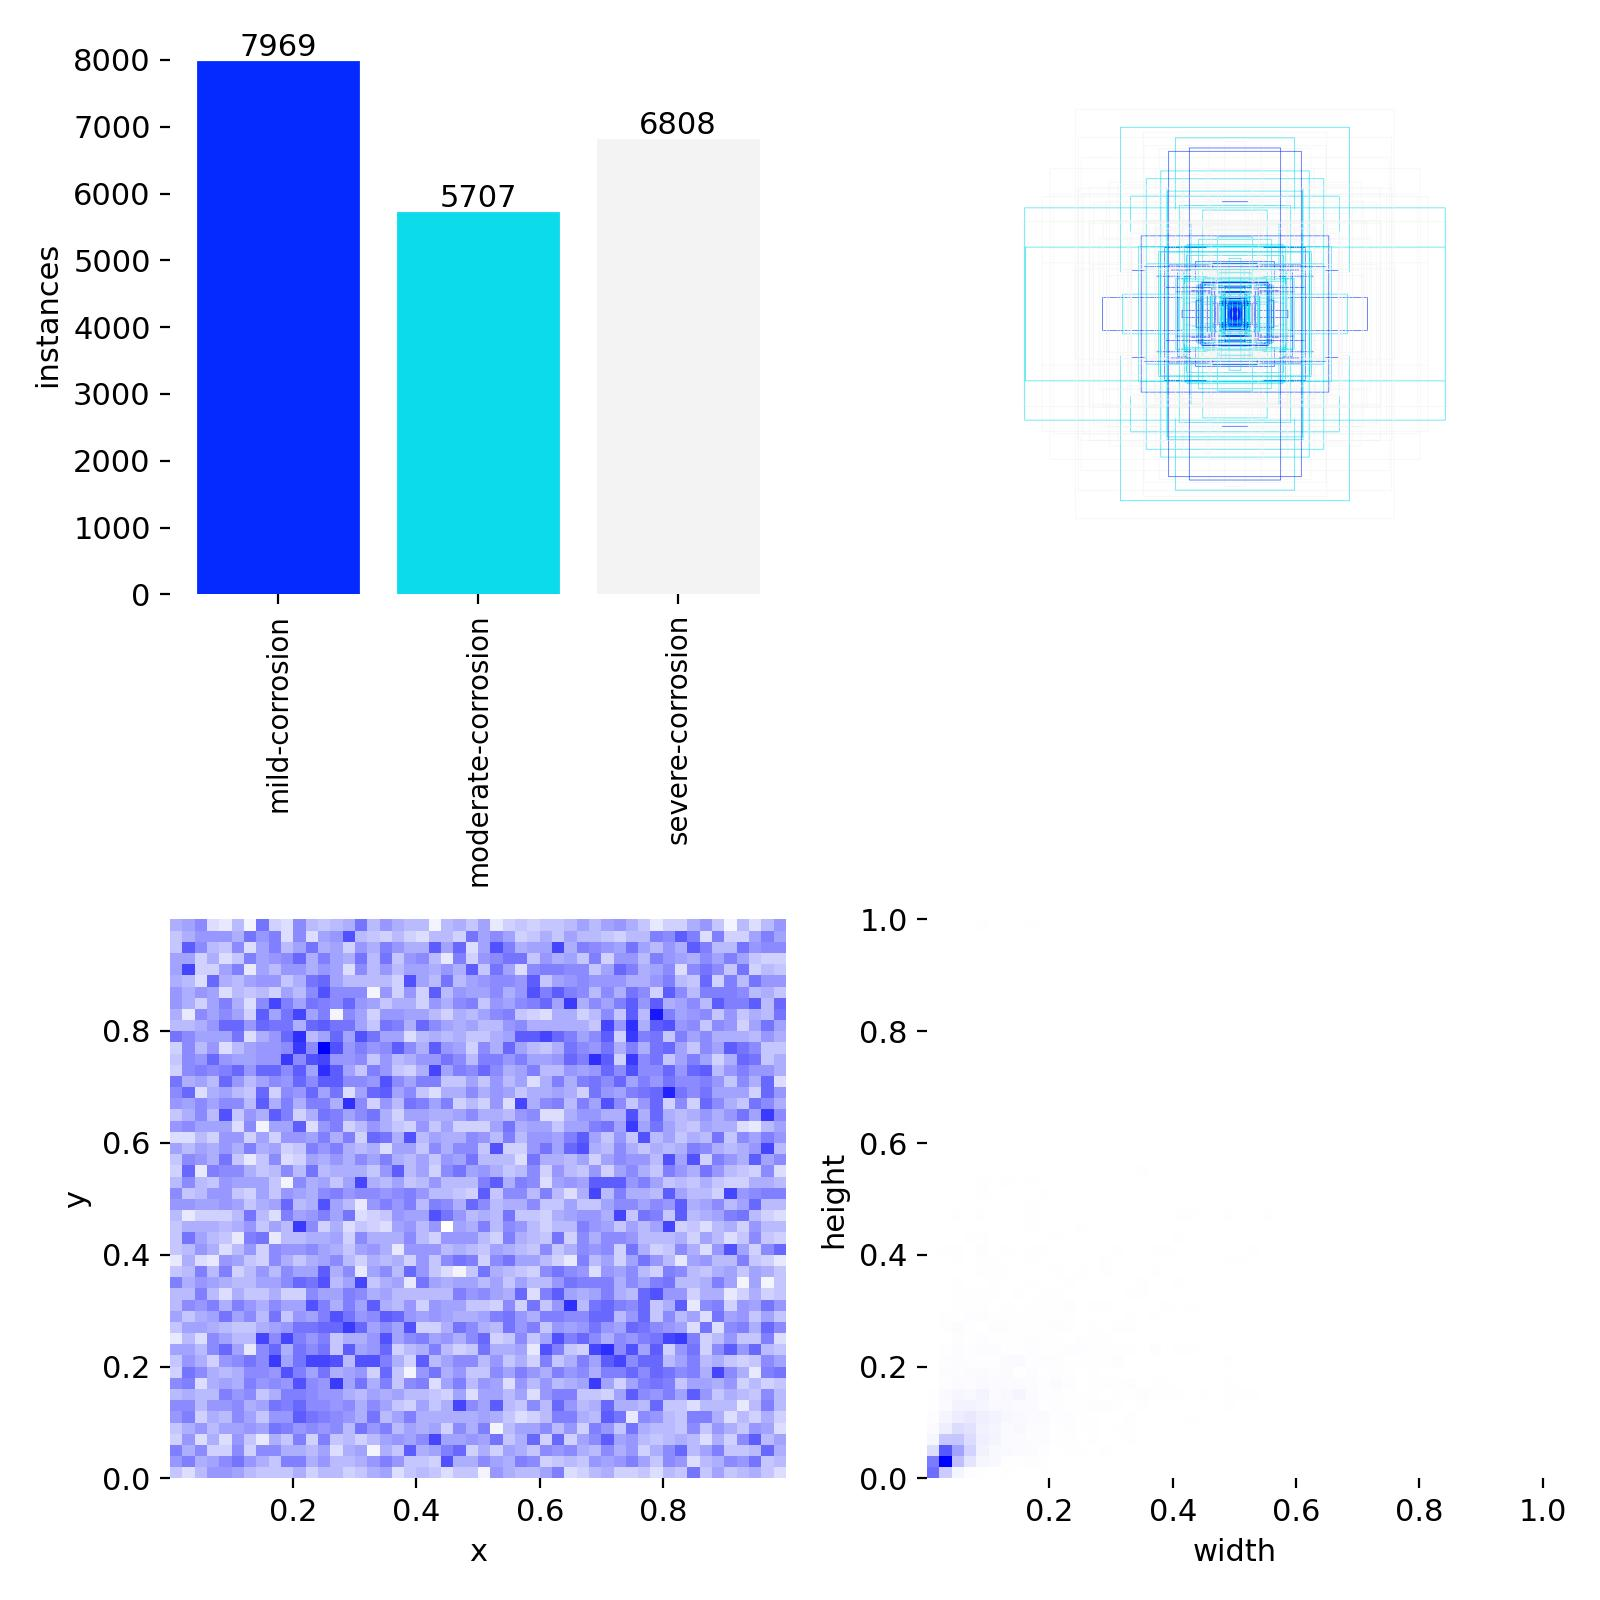 7969
8000
7000
6808
6000
5707
5000
instances
4000
3000
2000
1000
0
mild-corrosion
moderate-corrosion
severe-corrosion
0.8
0.6
y
0.4
0.2
0.0
0.2 0.4 0.6 0.8
x
1.0
0.8
0.6
height
0.4
0.2
0.0
0.2 0.4 0.6 0.8 1.0
width